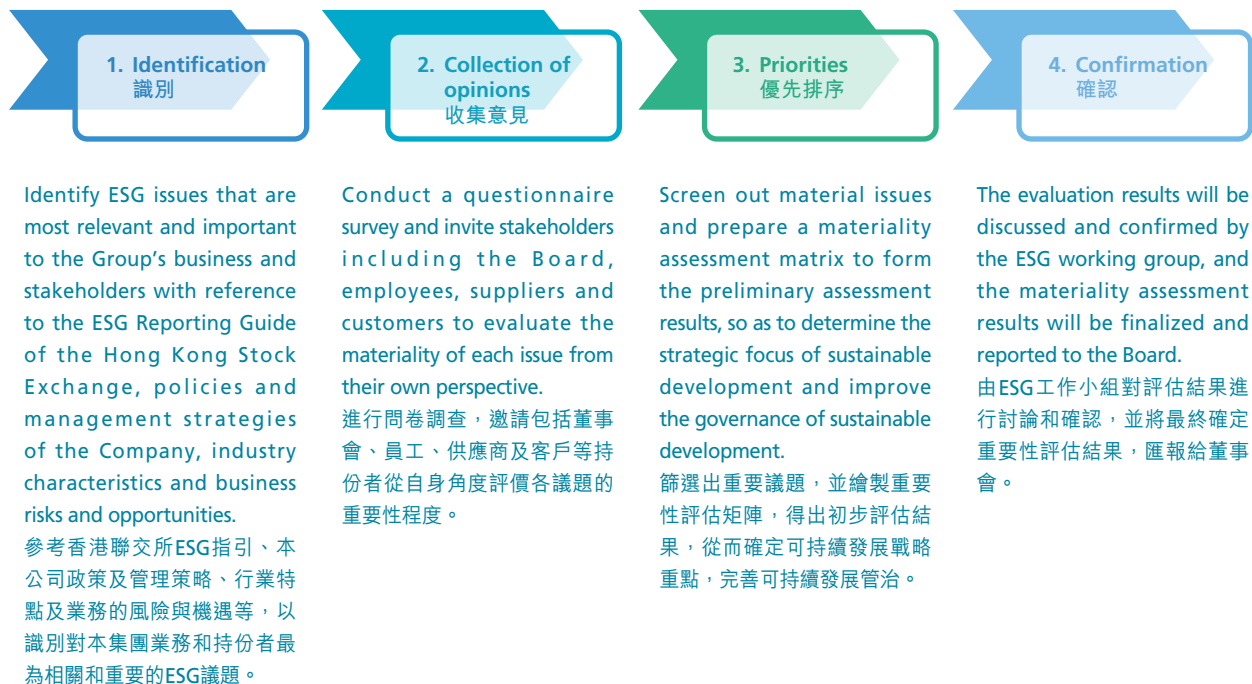 1. Identification
識別
2. Collection of
opinions
收集意見
3. Priorities
優先排序
4. Confirmation
確認
Identify ESG issues that are
most relevant and important
to the Group's business and
stakeholders with reference
to the ESG Reporting Guide
of the Hong Kong Stock
Exchange, policies and
management strategies
of the Company, industry
characteristics and business
risks and opportunities.
參考香港聯交所ESG指引、本
公司政策及管理策略、行業特
點及業務的風險與機遇等，以
識別對本集團業務和持份者最
為相關和重要的ESG議題。
Conduct a questionnaire
survey and invite stakeholders
including the Board,
employees, suppliers and
customers to evaluate the
materiality of each issue from
their own perspective.
進行問卷調查，邀請包括董事
會、員工、供應商及客戶等持
份者從自身角度評價各議題的
重要性程度。
Screen out material issues
and prepare a materiality
assessment matrix to form
the preliminary assessment
results, so as to determine the
strategic focus of sustainable
development and improve
the governance of sustainable
development.
篩選出重要議題，並繪製重要
性評估矩陣，得出初步評估結
果，從而確定可持續發展戰略
重點，完善可持續發展管治。
The evaluation results will be
discussed and confirmed by
the ESG working group, and
the materiality assessment
results will be finalized and
reported to the Board.
由ESG工作小組對評估結果進
行討論和確認，並將最終確定
重要性評估結果，匯報給董事
會。